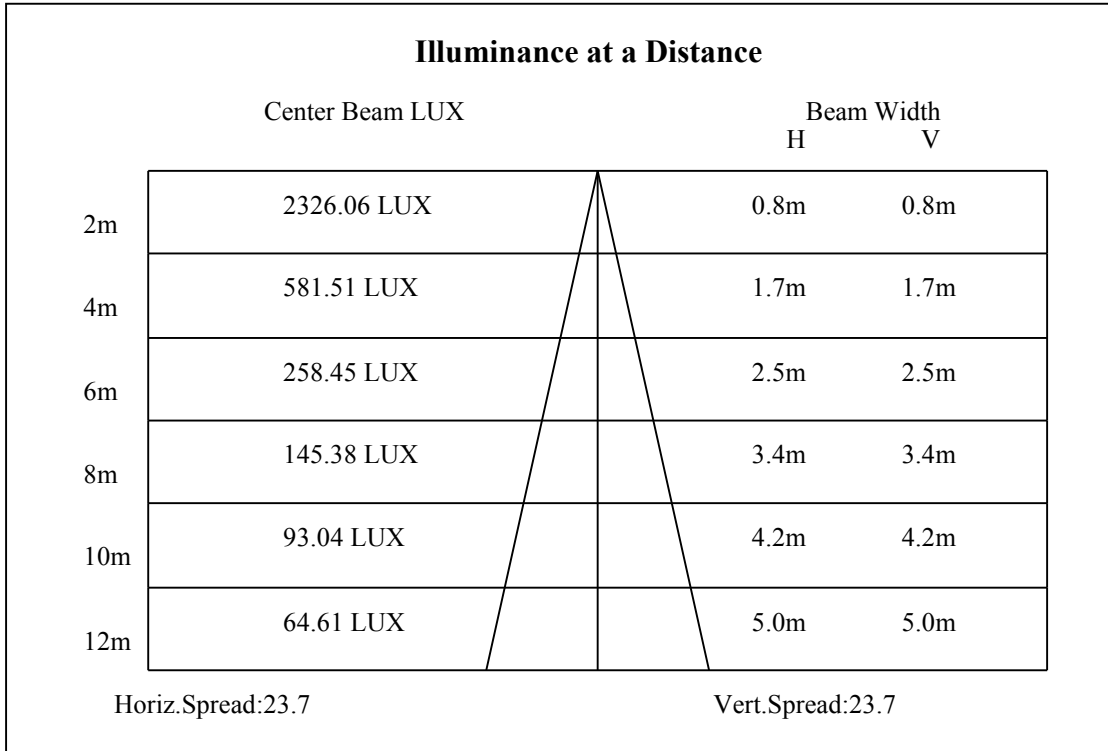 Illuminance at a Distance
Center Beam LUX Beam Width
H V
2m 2326.06 LUX 0.8m 0.8m
4m 581.51 LUX 1.7m 1.7m
6m 258.45 LUX 2.5m 2.5m
8m 145.38 LUX 3.4m 3.4m
10m 93.04 LUX 4.2m 4.2m
12m 64.61 LUX 5.0m 5.0m
Horiz.Spread:23.7 Vert.Spread:23.7